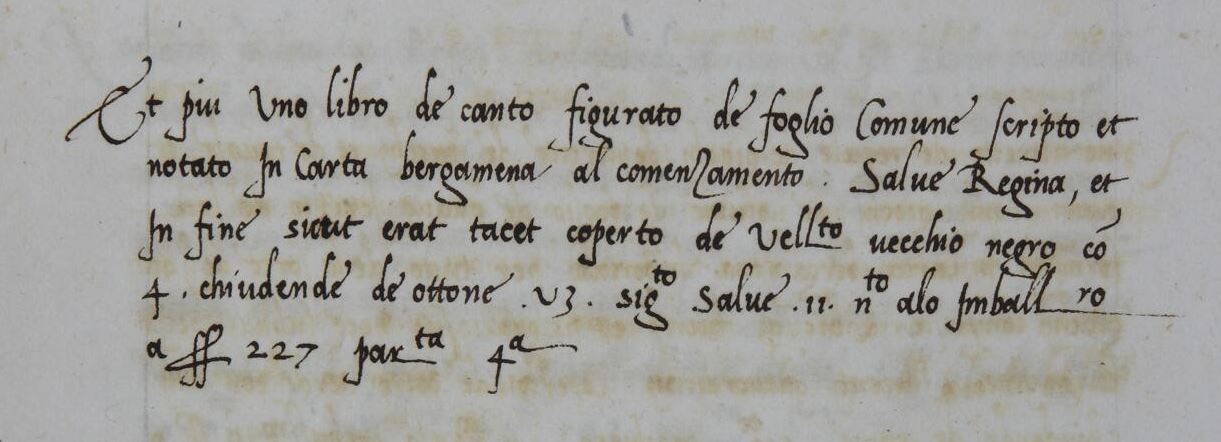 Et piu Uno libro de canto figurato de foglio Comune scripto et
notato In Carta bergamena al comenzamento . Salue Regina, et
In fine sicut erat tacet coperto de Vell^to uecchio negro cõ
4 . chiudende de ottone . V3 . sig^to Salue .11. n^to alo Imball^ro
a ff 227 par^ta 4^a